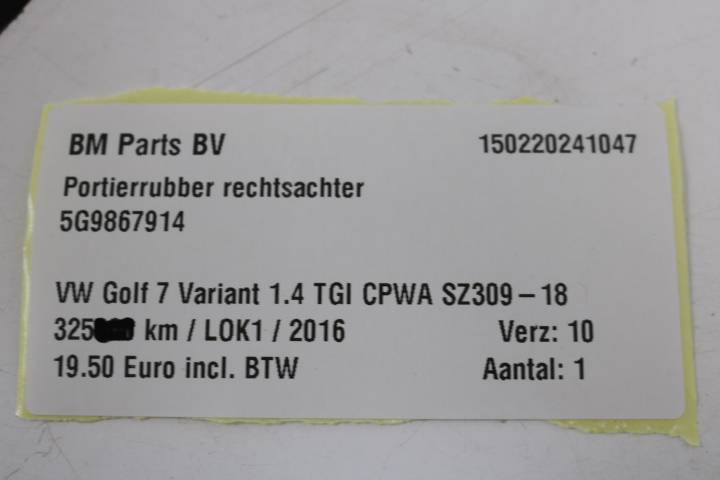 BM Parts BV 150220241047
Portierrubber rechtsachter
5G9867914
VW Golf 7 Variant 1.4 TGI CPWA SZ309-18
325 km / LOK1 / 2016 Verz: 10
19.50 Euro incl. BTW Aantal: 1